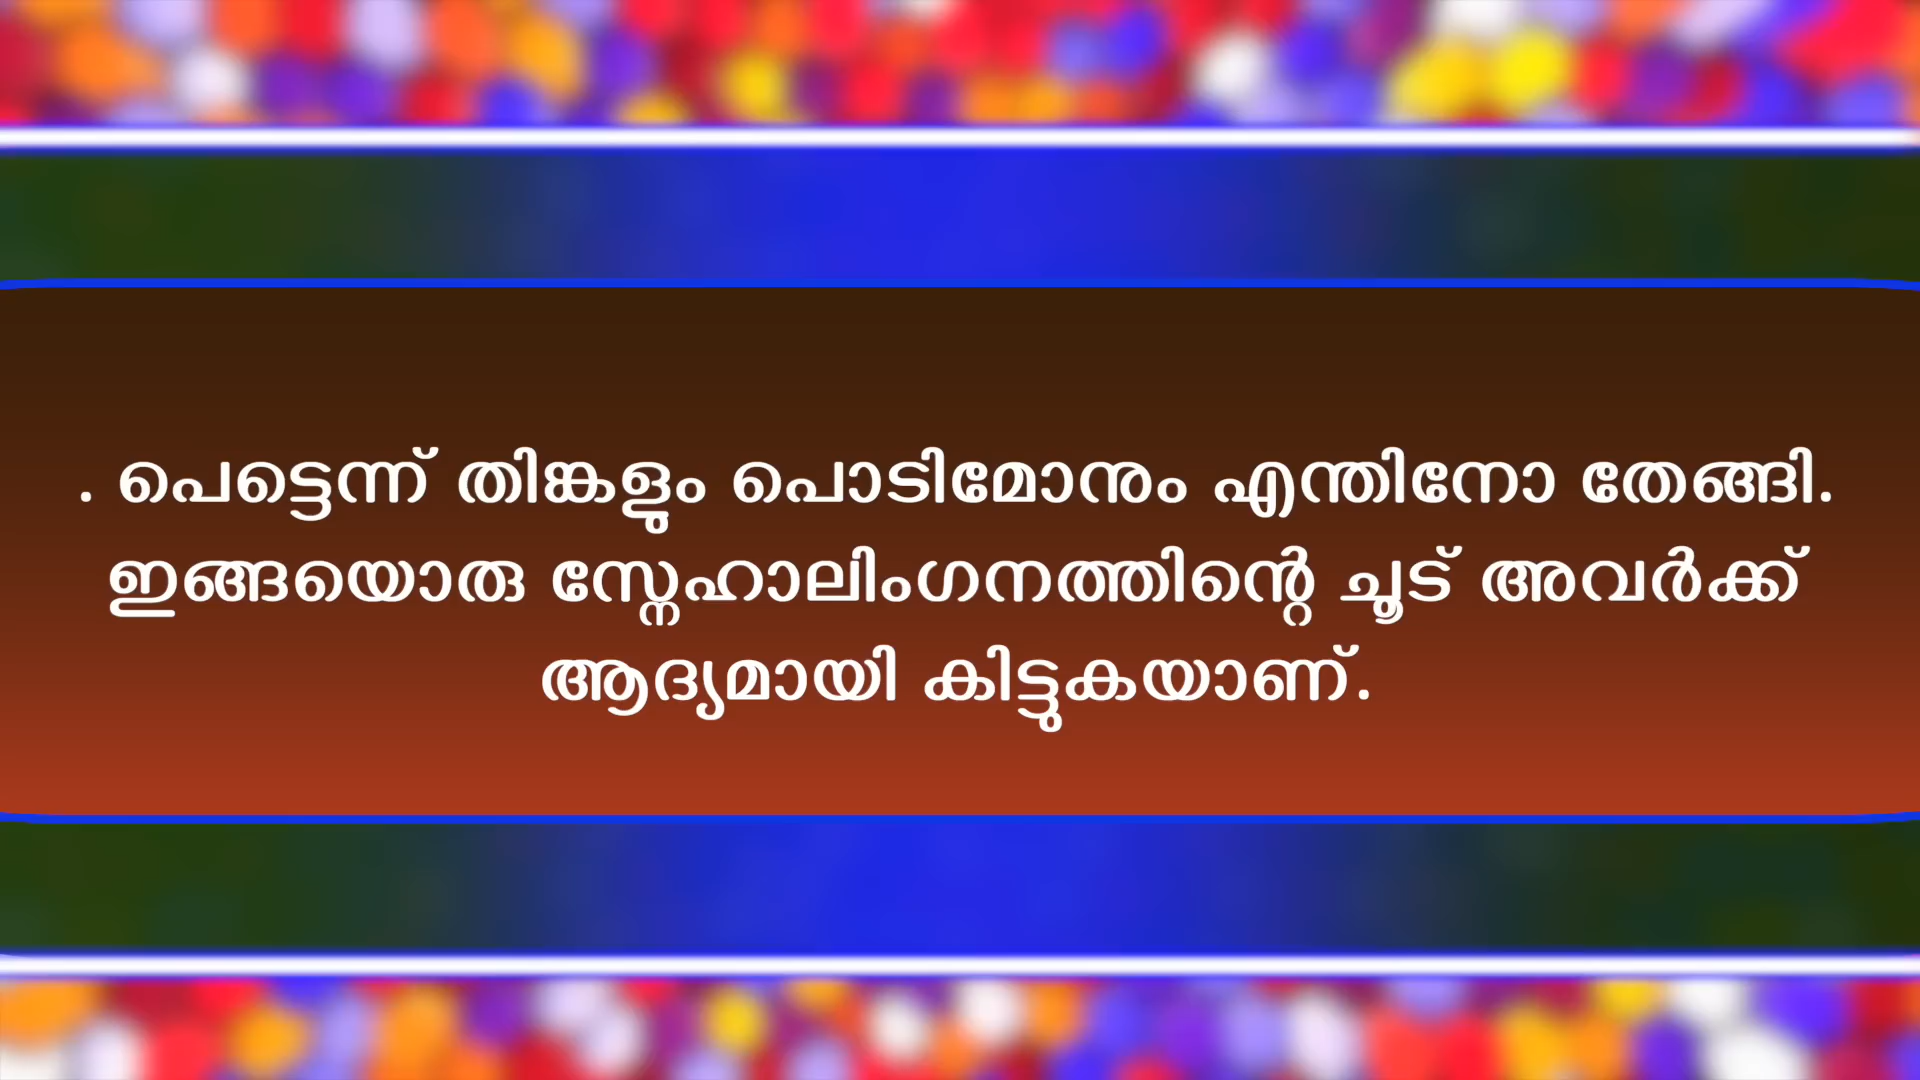 . പെട്ടെന്ന് തിങ്കളും പൊടിമോനും എന്തിനോ തേങ്ങി.
ഇങ്ങയൊരു സ്നേഹാലിംഗനത്തിന്റെ ചൂട് അവർക്ക്
ആദ്യമായി കിട്ടുകയാണ്.